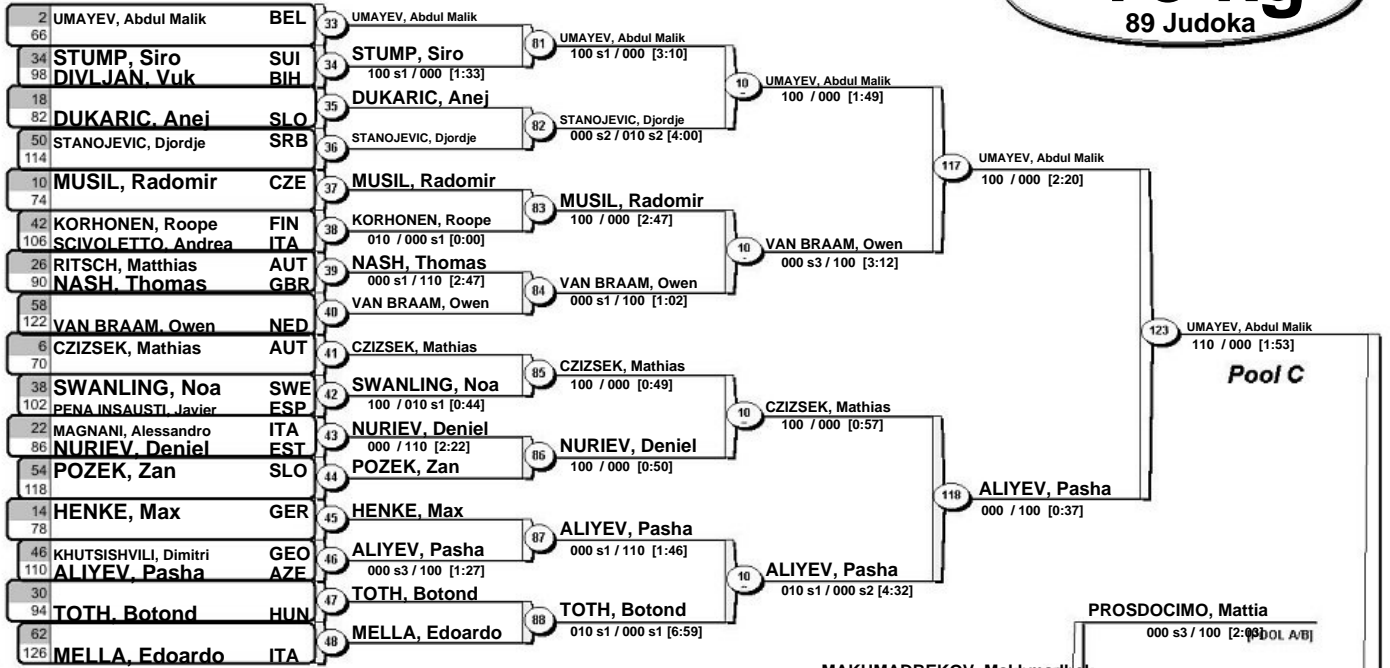 89 Judoka
2 UMAYEV, Abdul Malik BEL
66
34 STUMP, Siro SUI
98 DIVLJAN, Vuk BIH
18
82 DUKARIC, Anej SLO
50 STANOJEVIC, Djordje SRB
114
10 MUSIL, Radomir CZE
74
42 KORHONEN, Roope FIN
106 SCIVOLETTO, Andrea ITA
26 RITSCH, Matthias AUT
90 NASH, Thomas GBR
58
122 VAN BRAAM, Owen NED
6 CZIZSEK, Mathias AUT
70
38 SWANLING, Noa SWE
102 PENA INSAUSTI, Javier ESP
22 MAGNANI, Alessandro ITA
86 NURIEV, Deniel EST
54 POZEK, Zan SLO
118
14 HENKE, Max GER
78
46 KHUTSISHVILI, Dimitri GEO
110 ALIYEV, Pasha AZE
30
94 TOTH, Botond HUN
62
126 MELLA, Edoardo ITA
33 UMAYEV, Abdul Malik
34 STUMP, Siro
100 s1 / 000 [1:33]
35 DUKARIC, Anej
36 STANOJEVIC, Djordje
37 MUSIL, Radomir
38 KORHONEN, Roope
010 / 000 s1 [0:00]
39 NASH, Thomas
000 s1 / 110 [2:47]
40 VAN BRAAM, Owen
41 CZIZSEK, Mathias
42 SWANLING, Noa
100 / 010 s1 [0:44]
43 NURIEV, Deniel
000 / 110 [2:22]
44 POZEK, Zan
45 HENKE, Max
46 ALIYEV, Pasha
000 s3 / 100 [1:27]
47 TOTH, Botond
48 MELLA, Edoardo
81 UMAYEV, Abdul Malik
100 s1 / 000 [3:10]
82 STANOJEVIC, Djordje
000 s2 / 010 s2 [4:00]
83 MUSIL, Radomir
100 / 000 [2:47]
84 VAN BRAAM, Owen
000 s1 / 100 [1:02]
85 CZIZSEK, Mathias
100 / 000 [0:49]
86 NURIEV, Deniel
100 / 000 [0:50]
87 ALIYEV, Pasha
000 s1 / 110 [1:46]
88 TOTH, Botond
010 s1 / 000 s1 [6:59]
10 UMAYEV, Abdul Malik
100 / 000 [1:49]
10 VAN BRAAM, Owen
000 s3 / 100 [3:12]
10 CZIZSEK, Mathias
100 / 000 [0:57]
10 ALIYEV, Pasha
010 s1 / 000 s2 [4:32]
117 UMAYEV, Abdul Malik
100 / 000 [2:20]
118 ALIYEV, Pasha
000 / 100 [0:37]
123 UMAYEV, Abdul Malik
110 / 000 [1:53]
Pool C
PROSDOCIMO, Mattia
000 s3 / 100 [2:03]